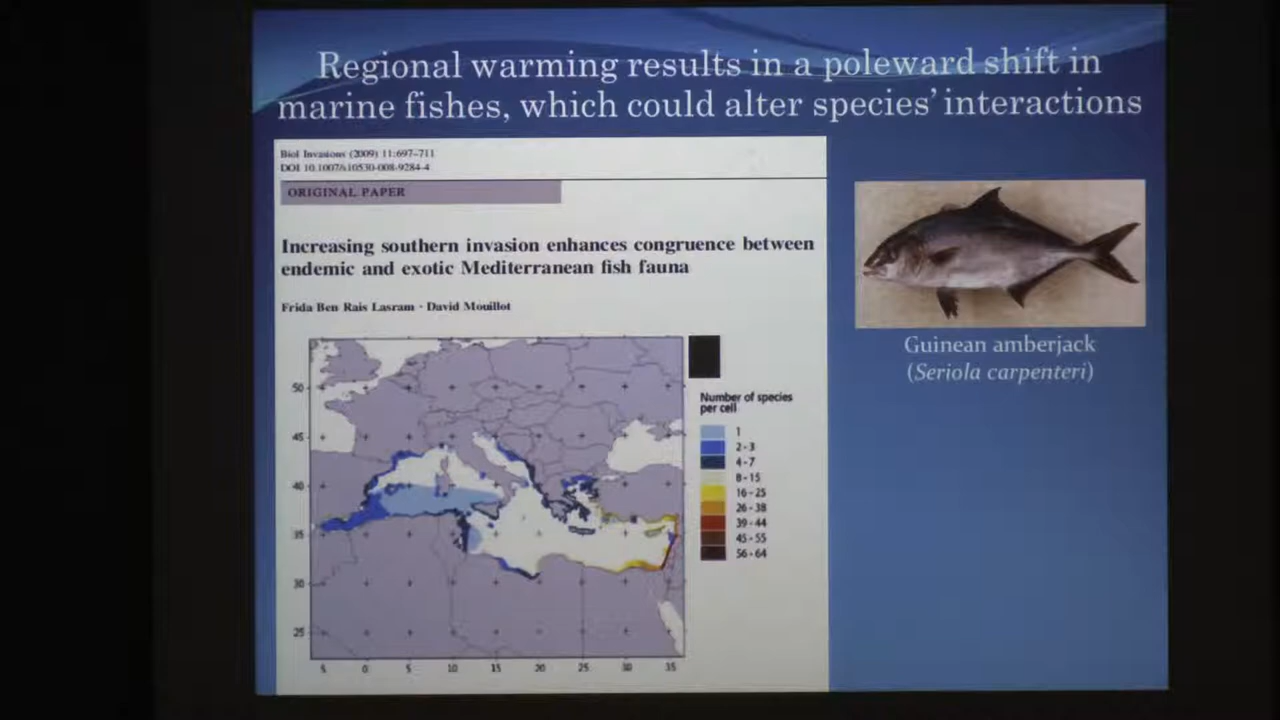 Regional warming results in a poleward shift in
marine fishes, which could alter species' interactions
Biol Invasions (2009) 11:697–711
DOI 10.1007/s10530-008-9284-4
ORIGINAL PAPER
Increasing southern invasion enhances congruence between
endemic and exotic Mediterranean fish fauna
Frida Ben Rais Lasram · David Mouillot
Guinean amberjack
(Seriola carpenteri)
Number of species
per cell
1
2-3
4-7
8-15
16-25
26-38
39-44
45-55
56-64
50
45
40
35
30
25
5 0 5 10 15 20 25 30 35